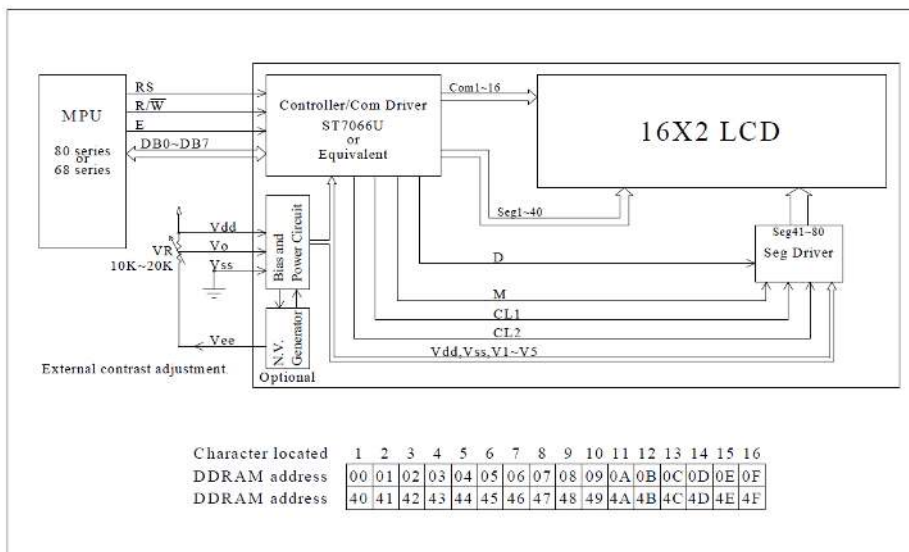 MPU
80 series
or
68 series
RS
R/W
E
DB0~DB7
Controller/Com Driver
ST7066U
or
Equivalent
Com1~16
16X2 LCD
Seg1~40
Seg41~80
Seg Driver
D
M
CL1
CL2
Vdd,Vss,V1~V5
Vdd
Vo
Vss
VR
10K~20K
Bias and
Power Circuit
Vee
N.V.
Generator
Optional
External contrast adjustment.
Character located 1 2 3 4 5 6 7 8 9 10 11 12 13 14 15 16
DDRAM address 00 01 02 03 04 05 06 07 08 09 0A 0B 0C 0D 0E 0F
DDRAM address 40 41 42 43 44 45 46 47 48 49 4A 4B 4C 4D 4E 4F